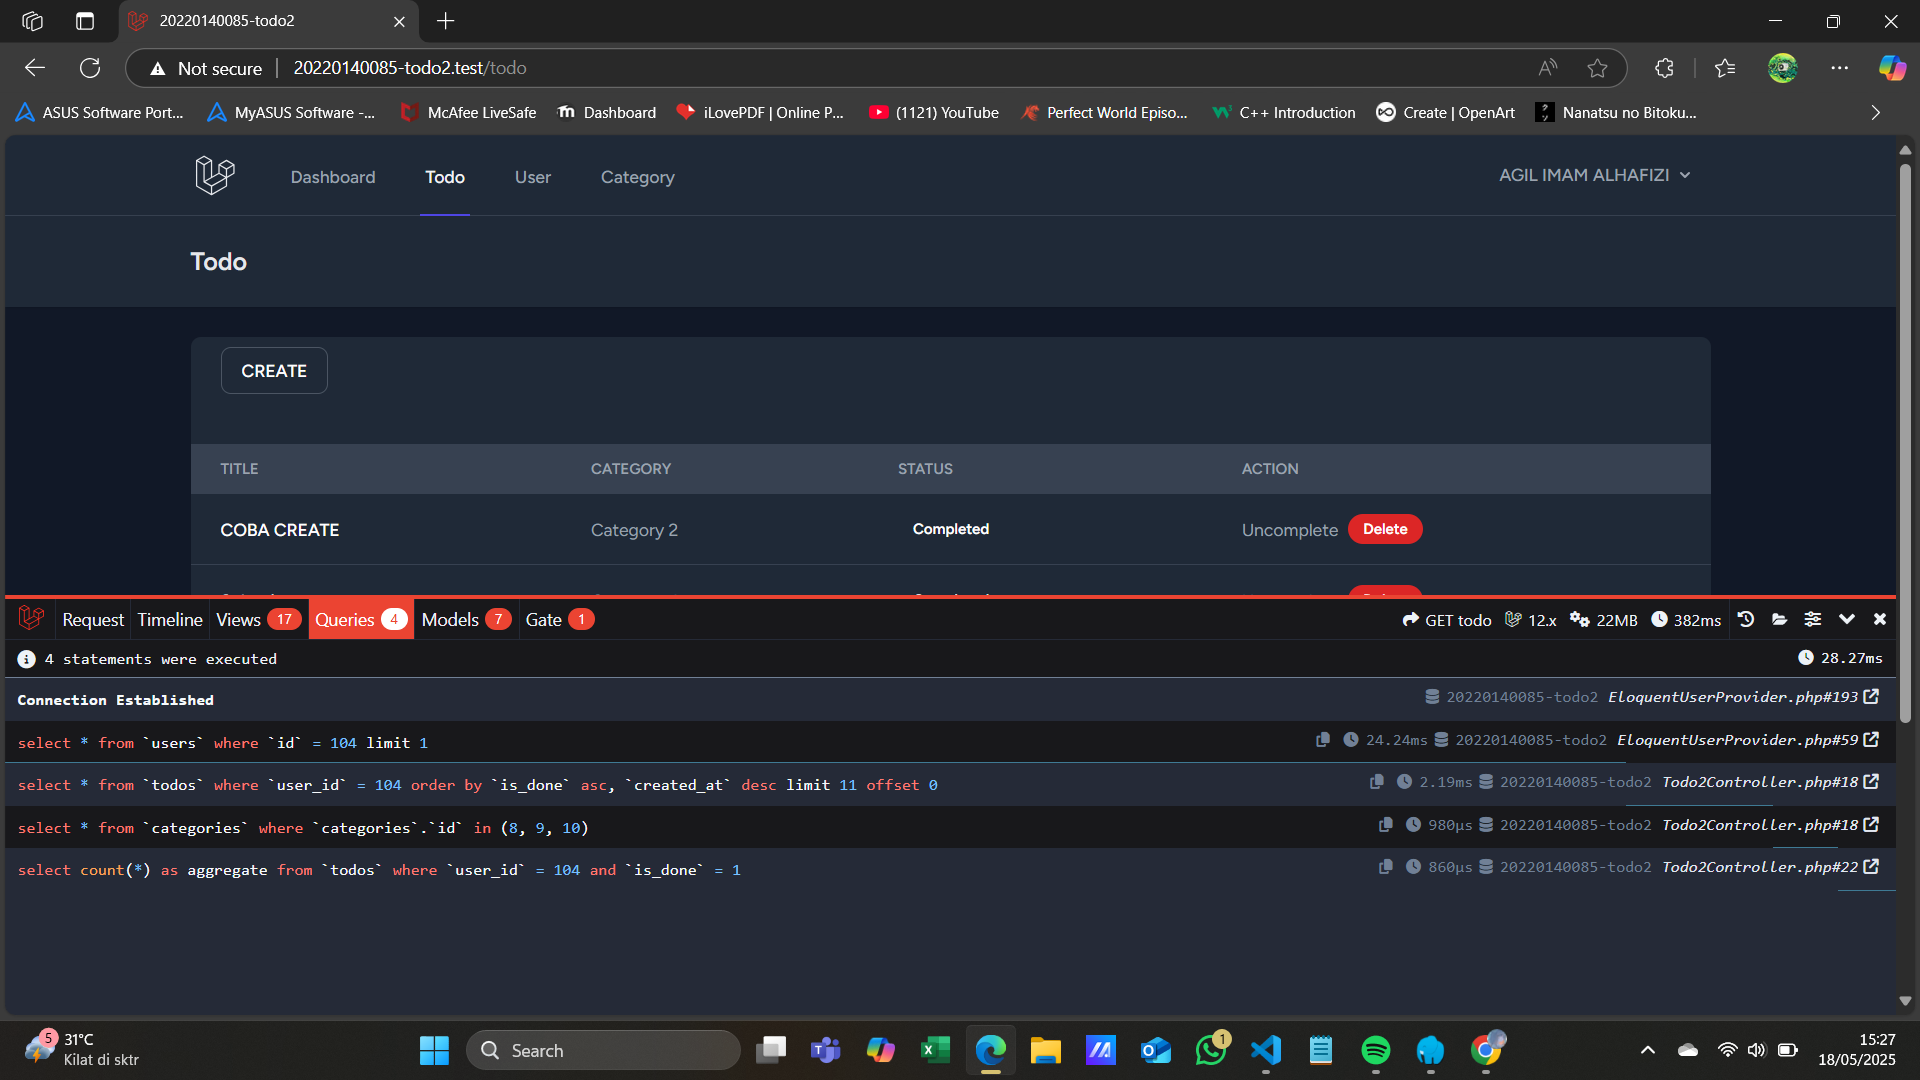 20220140085-todo2
Not secure
20220140085-todo2.test/todo
ASUS Software Port...
MyASUS Software -...
McAfee LiveSafe
Dashboard
iLovePDF | Online P...
(1121) YouTube
Perfect World Episo...
C++ Introduction
Create | OpenArt
Nanatsu no Bitoku...
Dashboard
Todo
User
Category
AGIL IMAM ALHAFIZI
Todo
CREATE
TITLE CATEGORY STATUS ACTION
COBA CREATE Category 2 Completed Uncomplete Delete
Request Timeline Views 17 Queries 4 Models 7 Gate 1 GET todo 12.x 22MB 382ms
4 statements were executed 28.27ms
Connection Established 20220140085-todo2 EloquentUserProvider.php#193
select * from `users` where `id` = 104 limit 1 24.24ms 20220140085-todo2 EloquentUserProvider.php#59
select * from `todos` where `user_id` = 104 order by `is_done` asc, `created_at` desc limit 11 offset 0 2.19ms 20220140085-todo2 Todo2Controller.php#18
select * from `categories` where `categories`.`id` in (8, 9, 10) 980μs 20220140085-todo2 Todo2Controller.php#18
select count(*) as aggregate from `todos` where `user_id` = 104 and `is_done` = 1 860μs 20220140085-todo2 Todo2Controller.php#22
5
31°C
Kilat di sktr
Search
1
15:27
18/05/2025